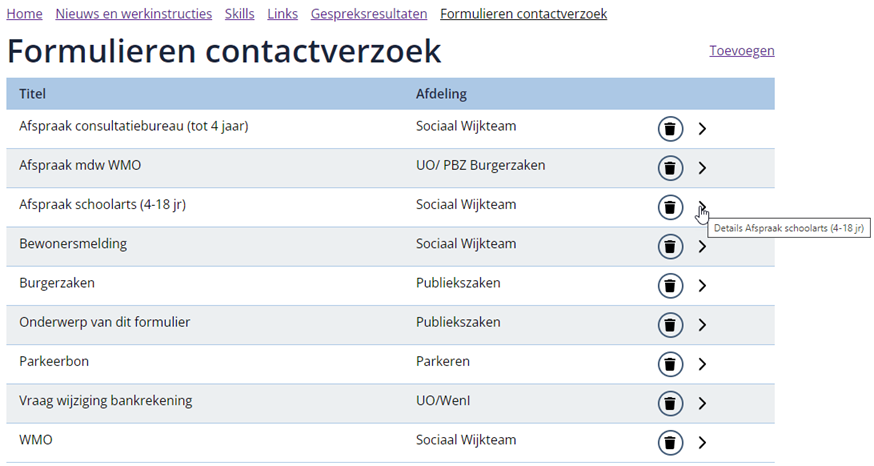 Home Nieuws en werkinstructies Skills Links Gespreksresultaten Formulieren contactverzoek
Formulieren contactverzoek Toevoegen
Titel Afdeling
Afspraak consultatiebureau (tot 4 jaar) Sociaal Wijkteam
Afspraak mdw WMO UO/ PBZ Burgerzaken
Afspraak schoolarts (4-18 jr) Sociaal Wijkteam
Details Afspraak schoolarts (4-18 jr)
Bewonersmelding Sociaal Wijkteam
Burgerzaken Publiekszaken
Onderwerp van dit formulier Publiekszaken
Parkeerbon Parkeren
Vraag wijziging bankrekening UO/WenI
WMO Sociaal Wijkteam